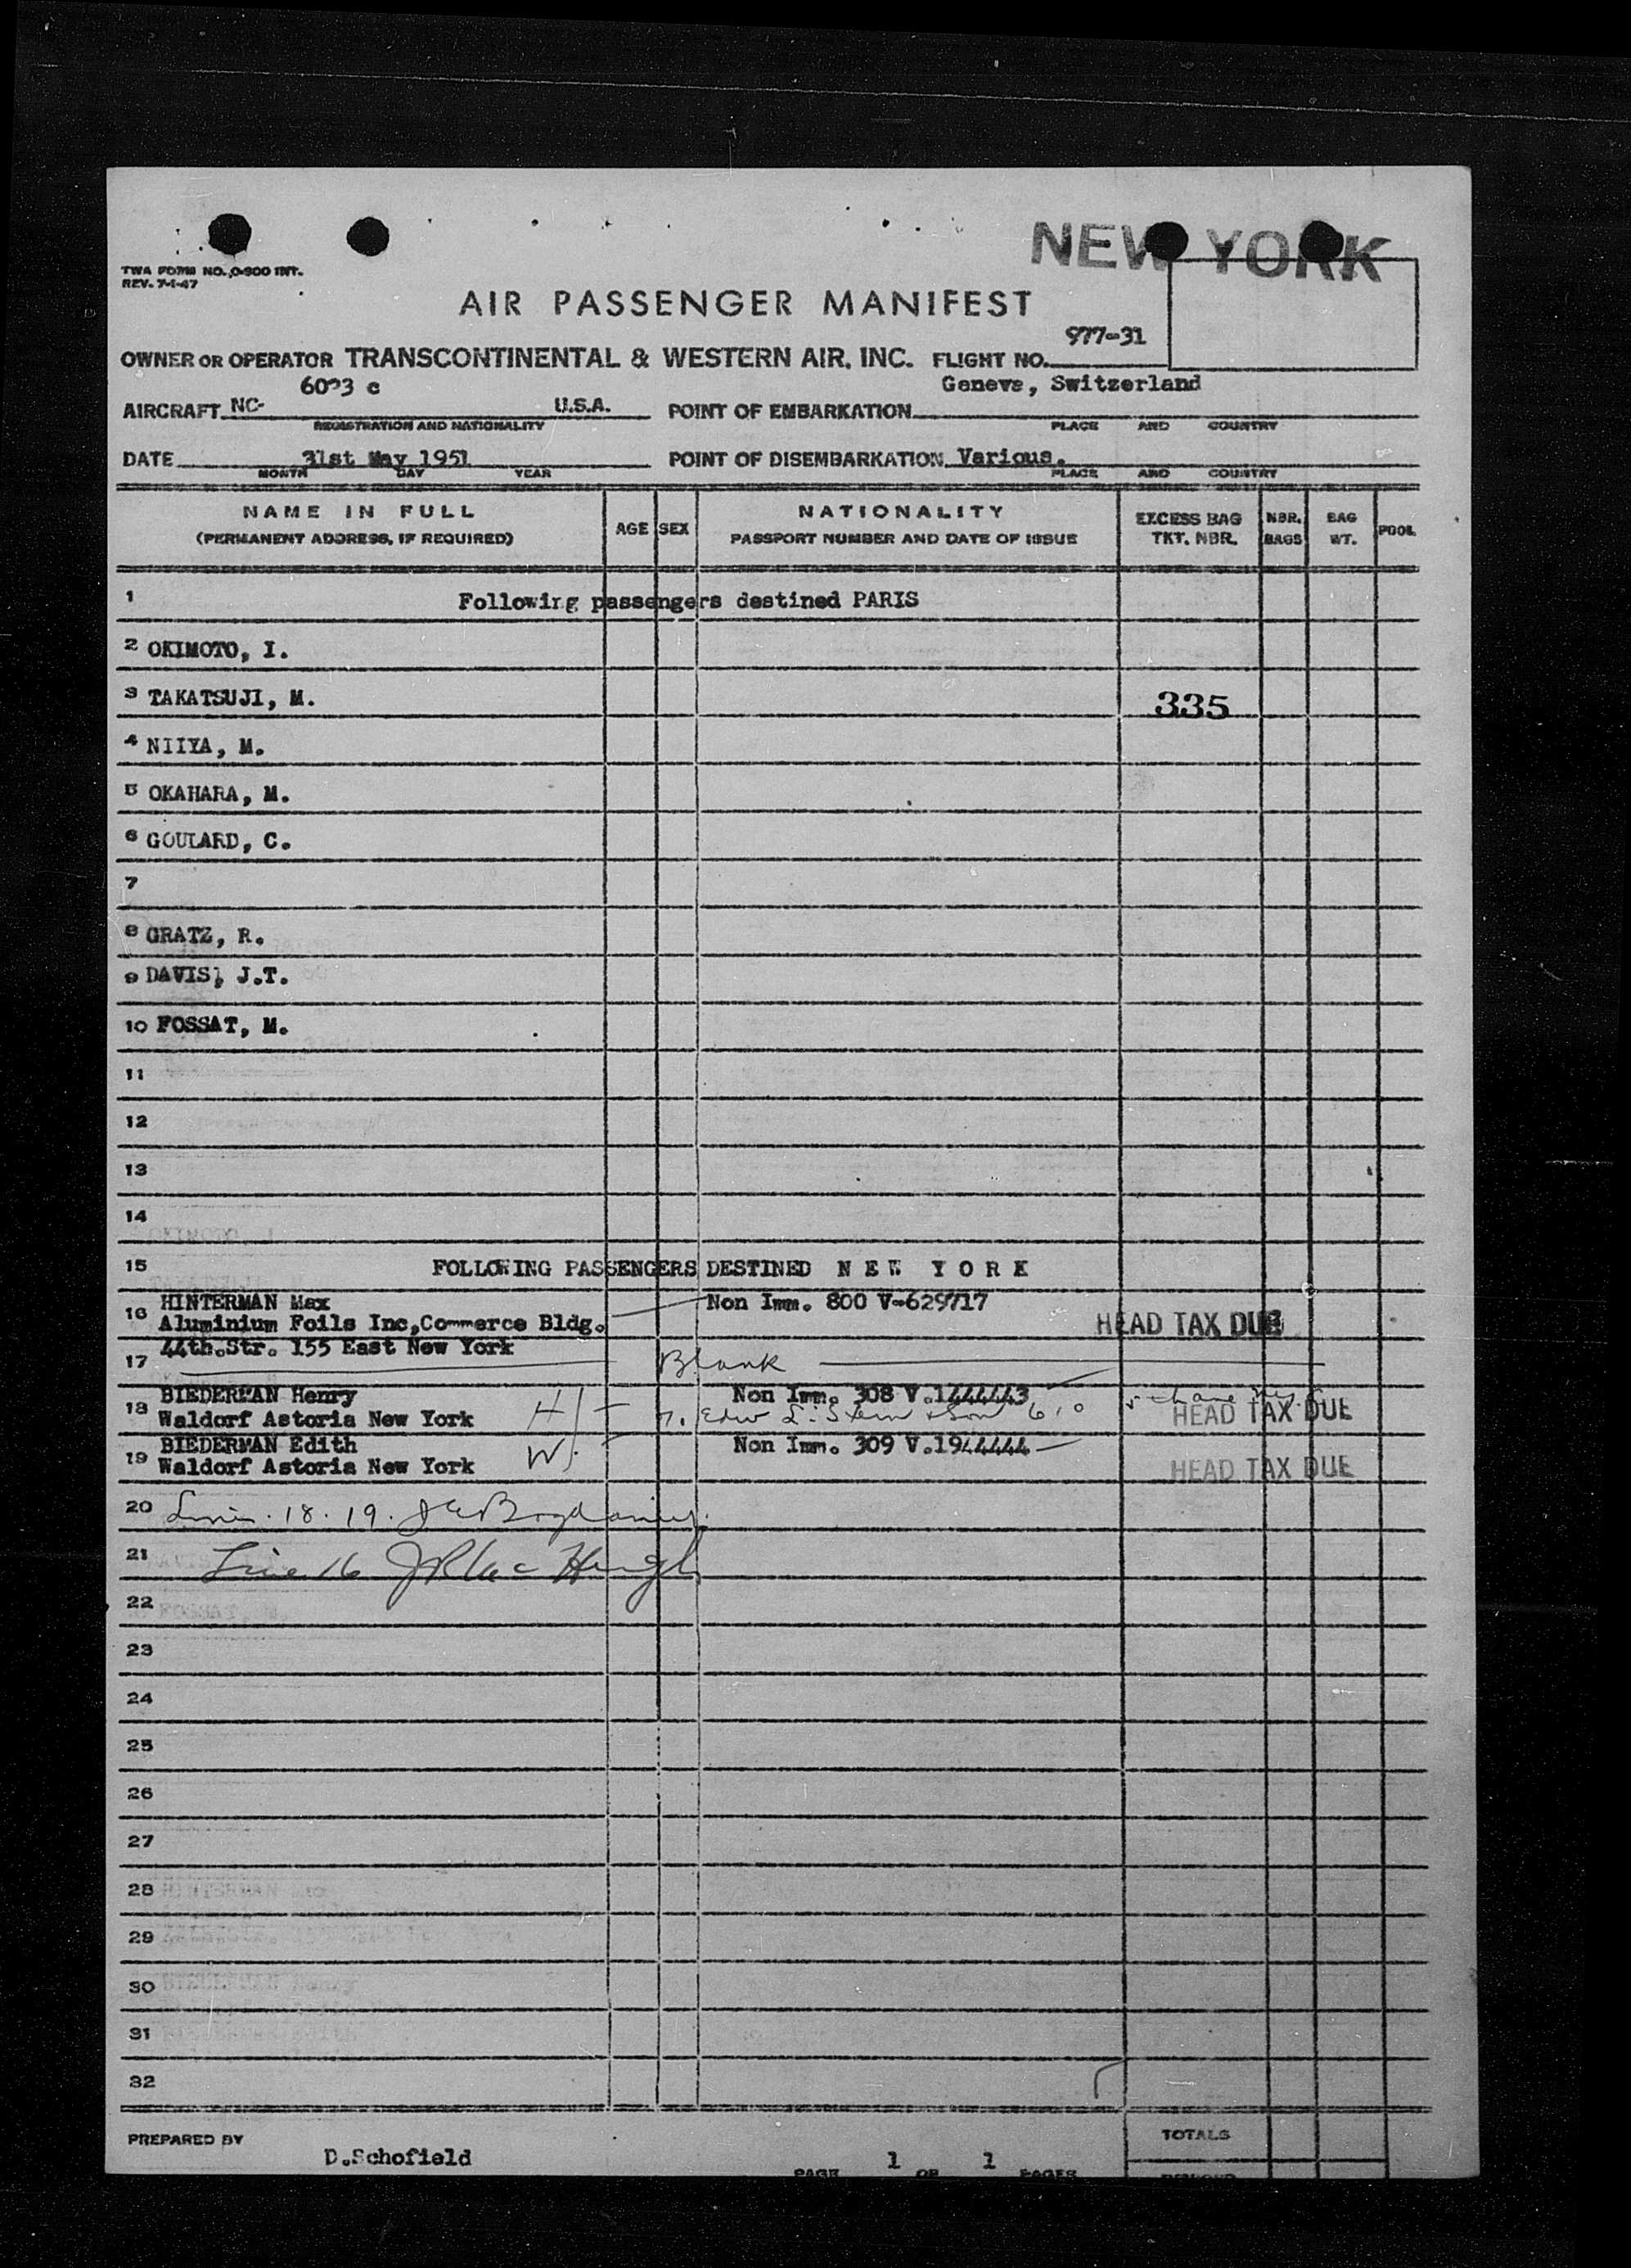 NEW YORK
TWA FORM NO. 0-900 INT.
REV. 7-1-47
AIR PASSENGER MANIFEST
977-31
OWNER OR OPERATOR TRANSCONTINENTAL & WESTERN AIR, INC. FLIGHT NO.
Geneve, Switzerland
AIRCRAFT NC- c U.S.A. POINT OF EMBARKATION
REGISTRATION AND NATIONALITY PLACE AND COUNTRY
DATE 31st May 1951 POINT OF DISEMBARKATION Various.
MONTH DAY YEAR PLACE AND COUNTRY
NAME IN FULL (PERMANENT ADDRESS, IF REQUIRED) AGE SEX NATIONALITY PASSPORT NUMBER AND DATE OF ISSUE EXCESS BAG TKT. NBR. NBR. BAGS BAG WT. POOL
1 Following passengers destined PARIS
2 OKIMOTO, I.
3 TAKATSUJI, M. 335
4 NIIYA, M.
5 OKAHARA, M.
6 GOULARD, C.
7
8 GRATZ, R.
9 DAVIS, J.T.
10 FOSSAT, M.
11
12
13
14
15 FOLLOWING PASSENGERS DESTINED NEW YORK
HINTERMAN Max Non Imm. 800 V-629717
16 Aluminium Foils Inc,Commerce Bldg. HEAD TAX DUE
44th.Str. 155 East New York
17 Blank
BIEDERMAN Henry Non Imm. 308 V.1444443
18 Waldorf Astoria New York H/ Edw L. Stern & Son HEAD TAX DUE
BIEDERMAN Edith Non Imm. 309 V.1944444
19 Waldorf Astoria New York W/ HEAD TAX DUE
20 18. 19.
21 Line 16
22
23
24
25
26
27
28
29
30
31
32
TOTALS
PREPARED BY D.Schofield
PAGE 1 OF 1 PAGES